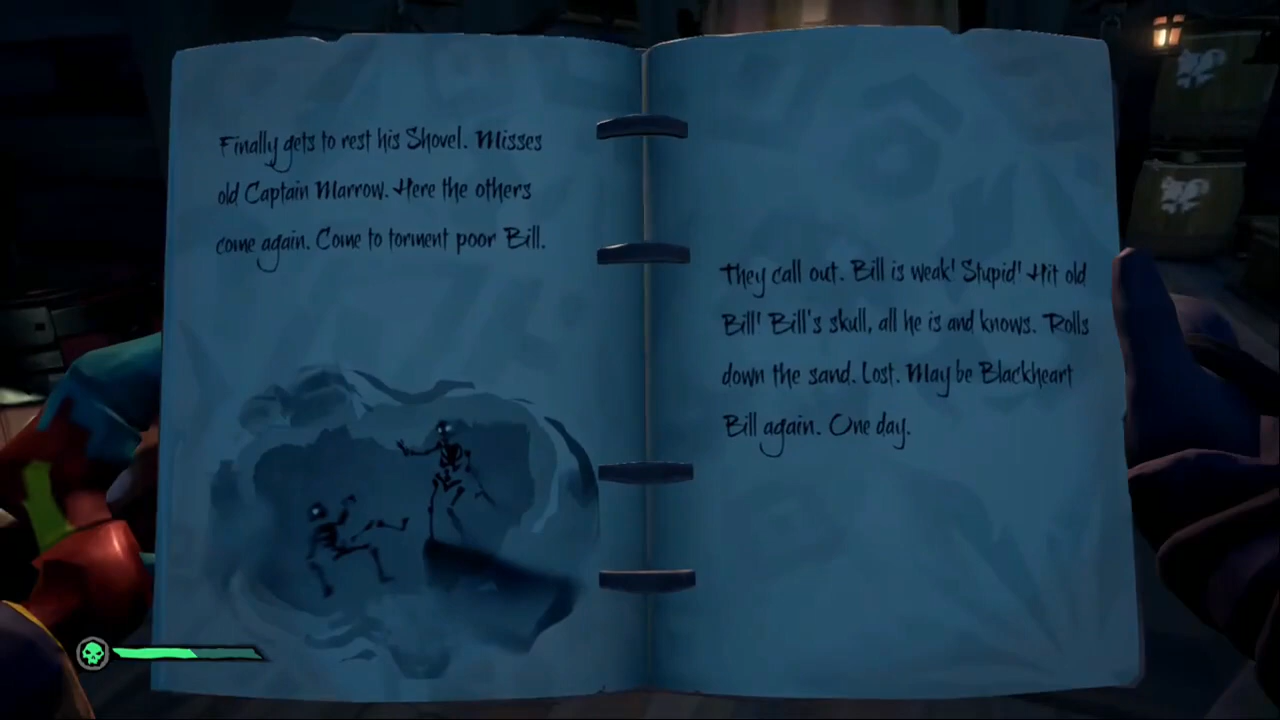 Finally gets to rest his Shovel. Misses
old Captain Marrow. Here the others
come again. Come to torment poor Bill.
They call out. Bill is weak! Stupid! Hit old
Bill! Bill's skull, all he is and knows. Rolls
down the sand. Lost. May be Blackheart
Bill again. One day.